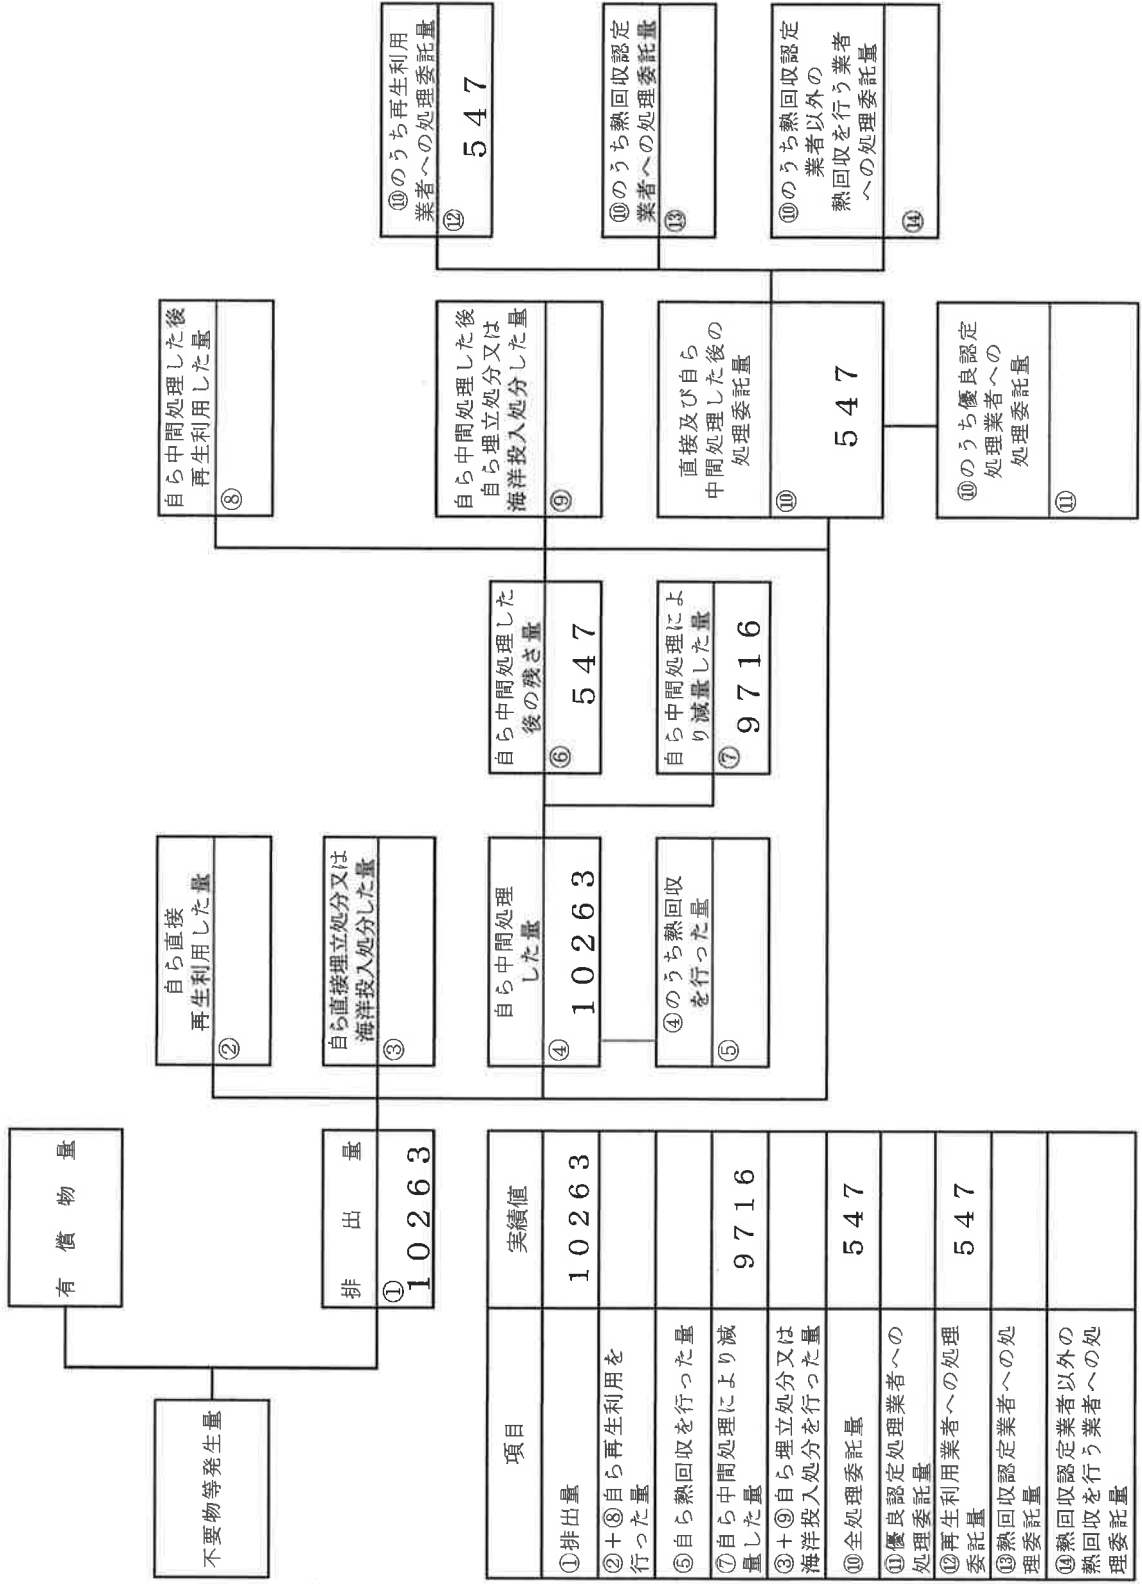 不要物等発生量
有償物量
排出量
①
10263
自ら直接
再生利用した量
②
自ら直接埋立処分又は
海洋投入処分した量
③
自ら中間処理
した量
④
10263
④のうち熱回収
を行った量
⑤
自ら中間処理した
後の残さ量
⑥
547
自ら中間処理によ
り減量した量
⑦
9716
自ら中間処理した後
再生利用した量
⑧
自ら中間処理した後
自ら埋立処分又は
海洋投入処分した量
⑨
直接及び自ら
中間処理した後の
処理委託量
⑩
547
⑩のうち優良認定
処理業者への
処理委託量
⑪
⑩のうち再生利用
業者への処理委託量
⑫
547
⑩のうち熱回収認定
業者への処理委託量
⑬
⑩のうち熱回収認定
業者以外の
熱回収を行う業者
への処理委託量
⑭
項目
実績値
①排出量
10263
②+⑧自ら再生利用を
行った量
⑤自ら熱回収を行った量
⑦自ら中間処理により減
量した量
9716
③+⑨自ら埋立処分又は
海洋投入処分を行った量
⑩全処理委託量
547
⑪優良認定処理業者への
処理委託量
⑫再生利用業者への処理
委託量
547
⑬熱回収認定業者への処
理委託量
⑭熱回収認定業者以外の
熱回収を行う業者への処
理委託量